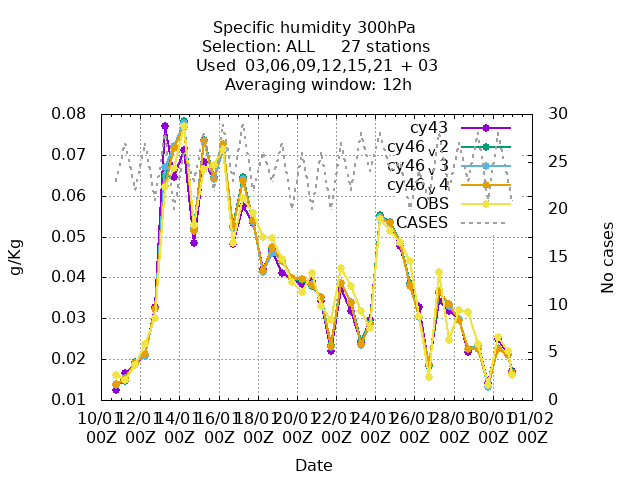 Specific humidity 300hPa
Selection: ALL     27 stations
Used  03,06,09,12,15,21 + 03
Averaging window: 12h
0.08
0.07
0.06
0.05
0.04
0.03
0.02
0.01
g/Kg
30
25
20
15
10
5
0
No cases
cy43
cy46_v_2
cy46_v_3
cy46_v_4
OBS
CASES
10/01 12/01 14/01 16/01 18/01 20/01 22/01 24/01 26/01 28/01 30/01 01/02
00Z 00Z 00Z 00Z 00Z 00Z 00Z 00Z 00Z 00Z 00Z 00Z
Date